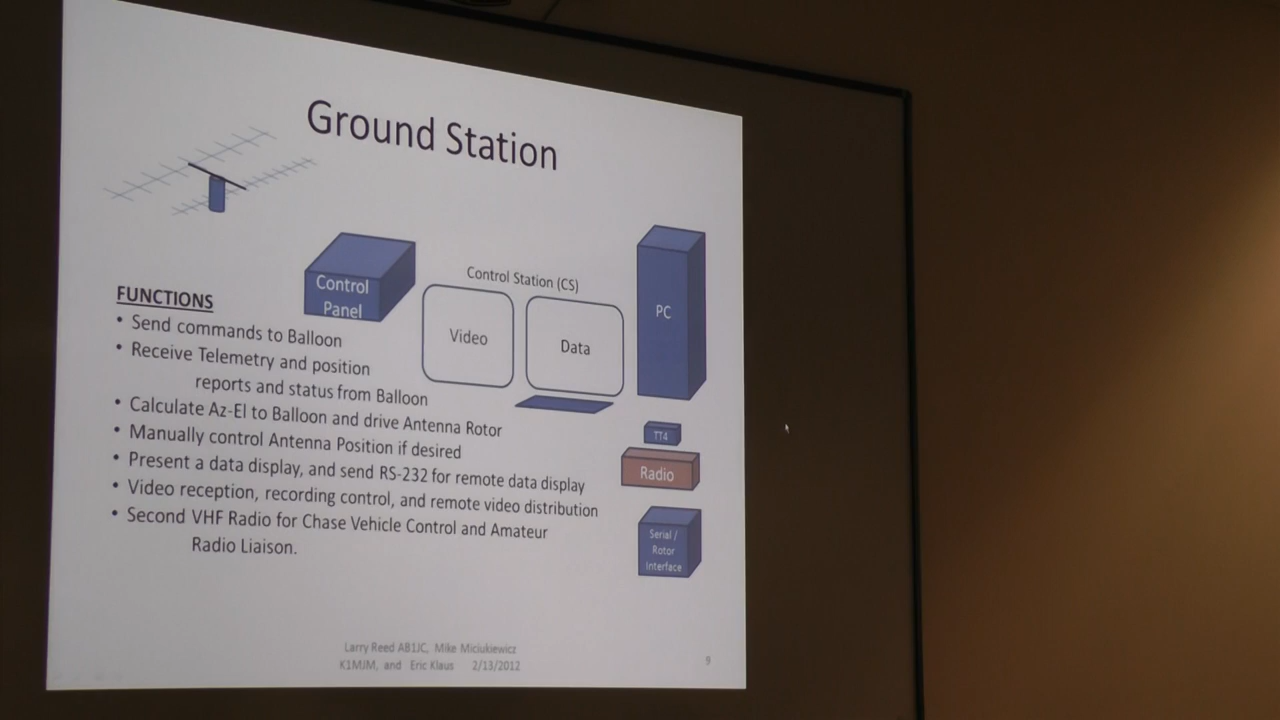 Ground Station
Control
Panel
Control Station (CS)
Video
Data
PC
TT4
Radio
Serial /
Rotor
Interface
FUNCTIONS
• Send commands to Balloon
• Receive Telemetry and position
reports and status from Balloon
• Calculate Az-El to Balloon and drive Antenna Rotor
• Manually control Antenna Position if desired
• Present a data display, and send RS-232 for remote data display
• Video reception, recording control, and remote video distribution
• Second VHF Radio for Chase Vehicle Control and Amateur
Radio Liaison.
Larry Reed AB1JC, Mike Miciukiewicz
K1MJM, and Eric Klaus 2/13/2012
9